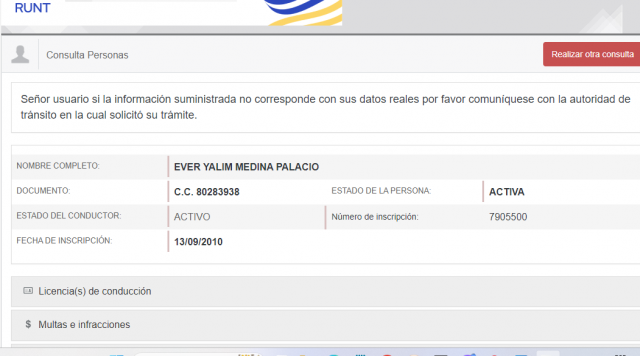 RUNT
Consulta Personas
Realizar otra consulta
Señor usuario si la información suministrada no corresponde con sus datos reales por favor comuníquese con la autoridad de
tránsito en la cual solicitó su trámite.
NOMBRE COMPLETO: EVER YALIM MEDINA PALACIO
DOCUMENTO: C.C. 80283938 ESTADO DE LA PERSONA: ACTIVA
ESTADO DEL CONDUCTOR: ACTIVO Número de inscripción: 7905500
FECHA DE INSCRIPCIÓN: 13/09/2010
Licencia(s) de conducción
$ Multas e infracciones